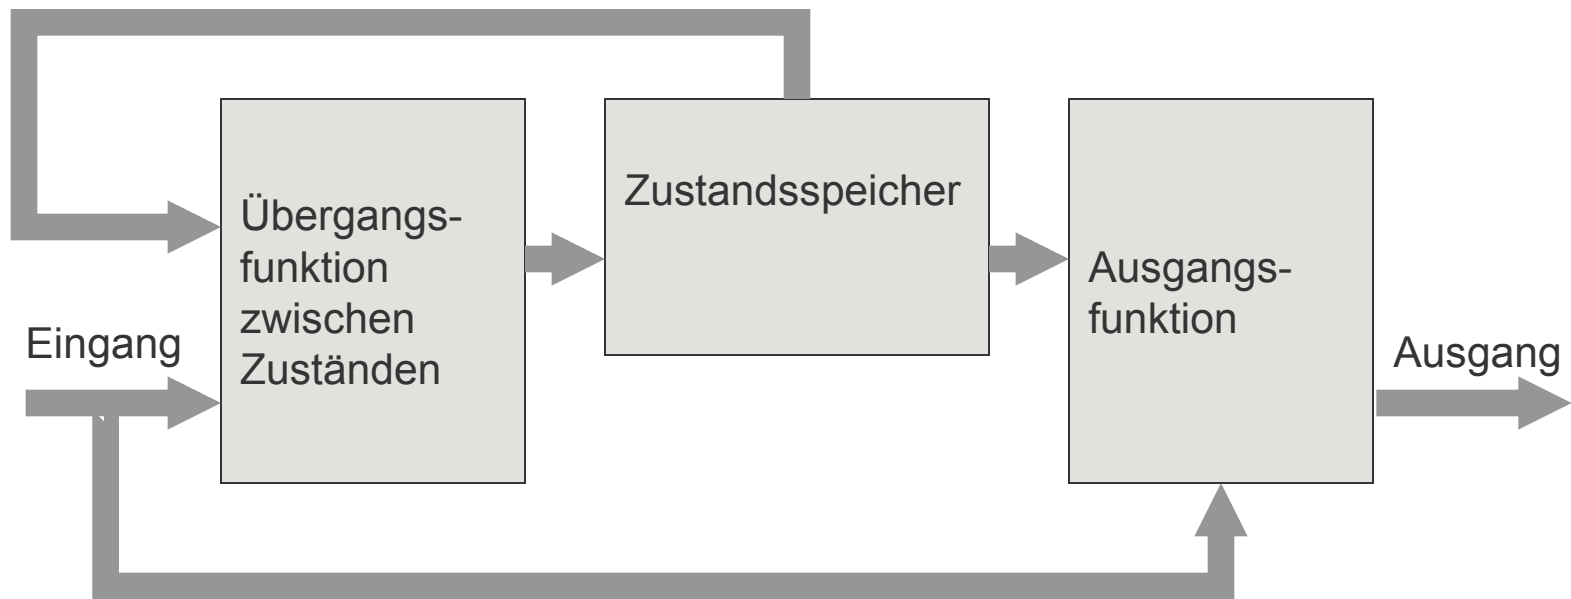 Eingang
Übergangs-
funktion
zwischen
Zuständen
Zustandsspeicher
Ausgangs-
funktion
Ausgang